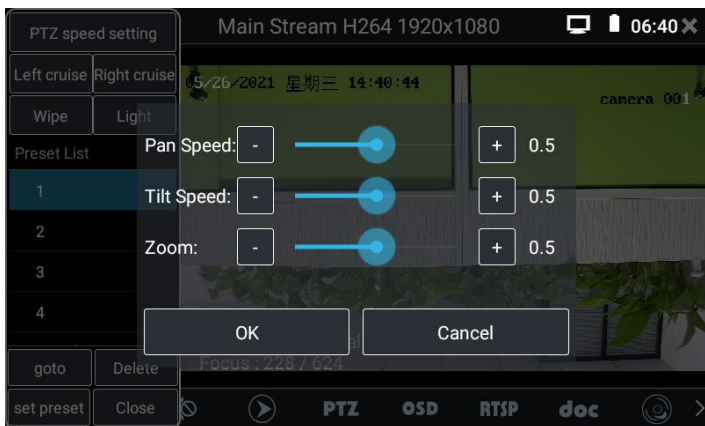 PTZ speed setting
Main Stream H264 1920x1080
06:40
Left cruise
Right cruise
05/26/2021 星期三 14:40:44
camera 001
Wipe
Light
Preset List
Pan Speed:
-
+
0.5
1
Tilt Speed:
-
+
0.5
2
Zoom:
-
+
0.5
3
4
OK
Cancel
goto
Delete
Focus : 228 / 624
set preset
Close
PTZ
OSD
RTSP
doc